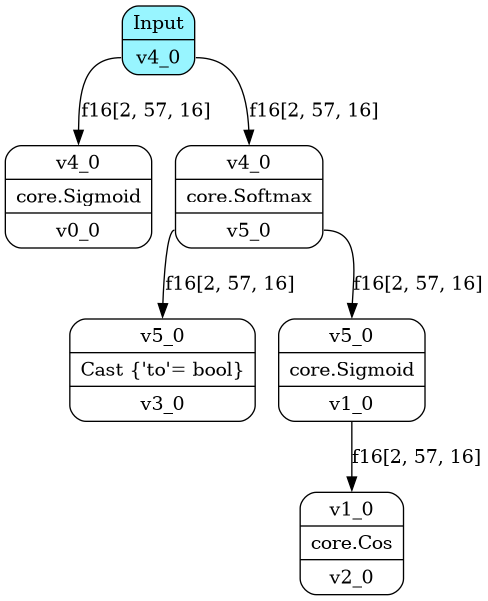 Input
v4_0
f16[2, 57, 16]
f16[2, 57, 16]
v4_0
core.Sigmoid
v0_0
v4_0
core.Softmax
v5_0
f16[2, 57, 16]
f16[2, 57, 16]
v5_0
Cast {'to'= bool}
v3_0
v5_0
core.Sigmoid
v1_0
f16[2, 57, 16]
v1_0
core.Cos
v2_0